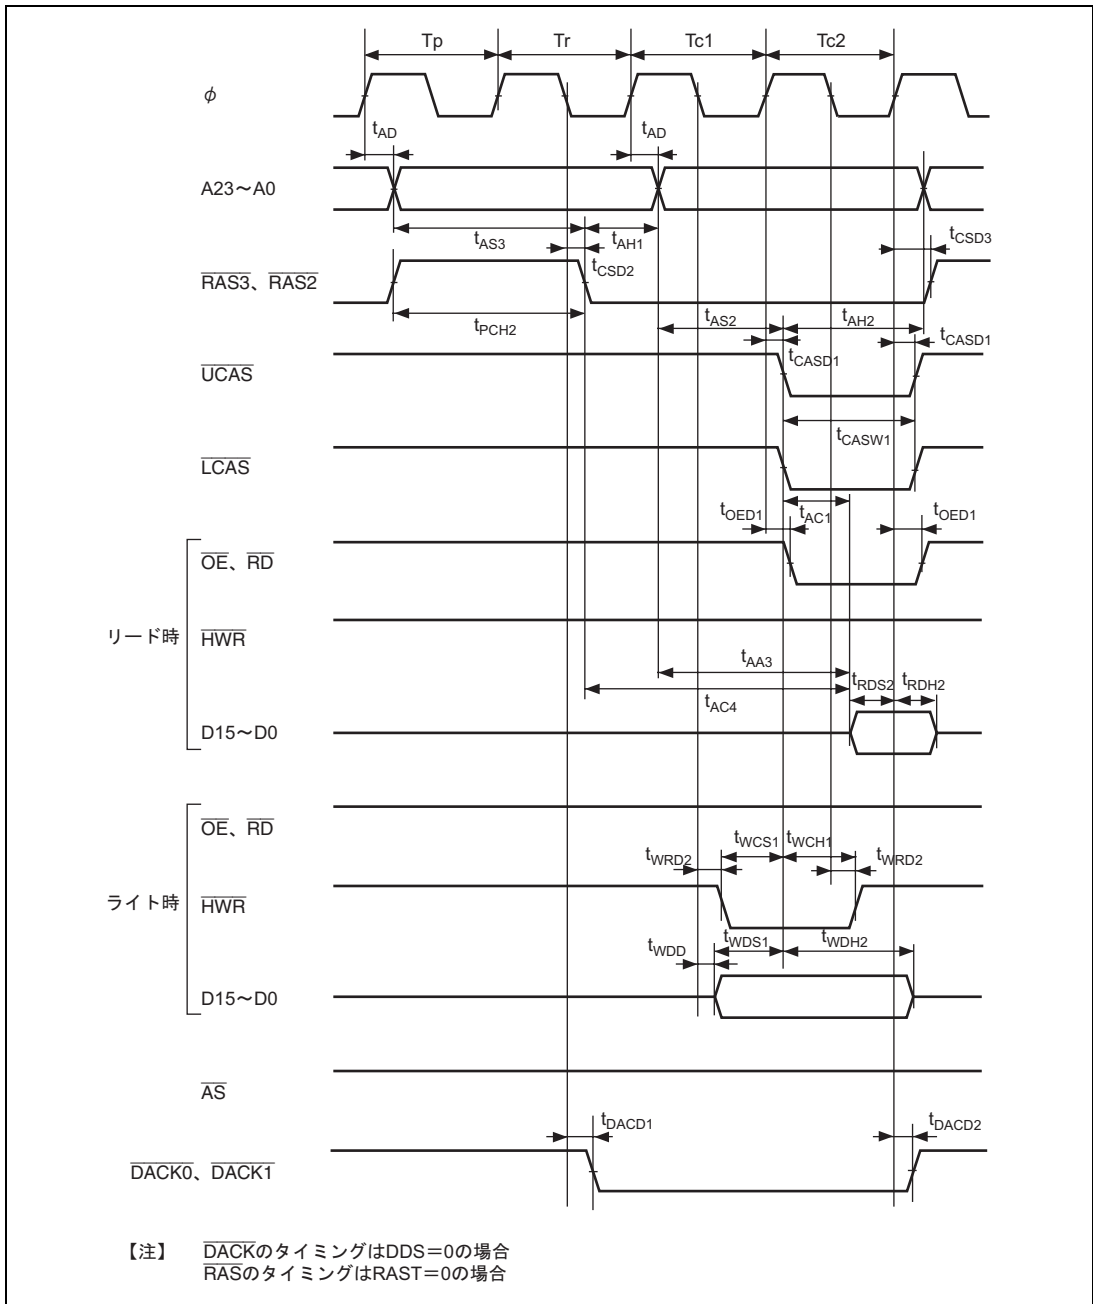 Tp Tr Tc1 Tc2
φ
tAD tAD
A23～A0
tAS3 tAH1 tCSD3
tCSD2
RAS3、RAS2
tPCH2
tAS2 tAH2
tCASD1 tCASD1
UCAS
tCASW1
LCAS
tOED1 tAC1 tOED1
OE、RD
リード時 HWR
tAA3
tRDS2 tRDH2
tAC4
D15～D0
OE、RD
tWCS1 tWCH1
tWRD2 tWRD2
ライト時 HWR
tWDS1 tWDH2
tWDD
D15～D0
AS
tDACD1 tDACD2
DACK0、DACK1
【注】 DACKのタイミングはDDS＝0の場合
RASのタイミングはRAST＝0の場合